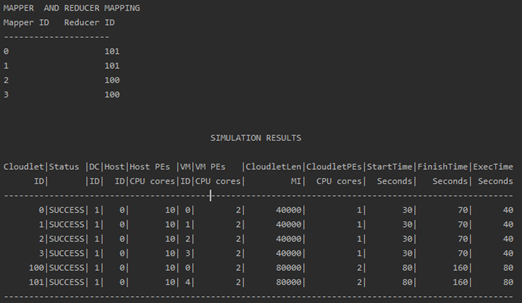 MAPPER  AND REDUCER MAPPING
Mapper ID   Reducer ID
---------------------
0                   101
1                   101
2                   100
3                   100
SIMULATION RESULTS
Cloudlet|Status |DC|Host|Host PEs |VM|VM PEs   |CloudletLen|CloudletPEs|StartTime|FinishTime|ExecTime
      ID|       |ID|  ID|CPU cores|ID|CPU cores|         MI|  CPU cores|  Seconds|   Seconds| Seconds
-----------------------------------------------------------------------------------------------------
       0|SUCCESS| 1|   0|       10| 0|        2|      40000|          1|       30|        70|      40
       1|SUCCESS| 1|   0|       10| 1|        2|      40000|          1|       30|        70|      40
       2|SUCCESS| 1|   0|       10| 2|        2|      40000|          1|       30|        70|      40
       3|SUCCESS| 1|   0|       10| 3|        2|      40000|          1|       30|        70|      40
     100|SUCCESS| 1|   0|       10| 0|        2|      80000|          2|       80|       160|      80
     101|SUCCESS| 1|   0|       10| 4|        2|      80000|          2|       80|       160|      80
-----------------------------------------------------------------------------------------------------